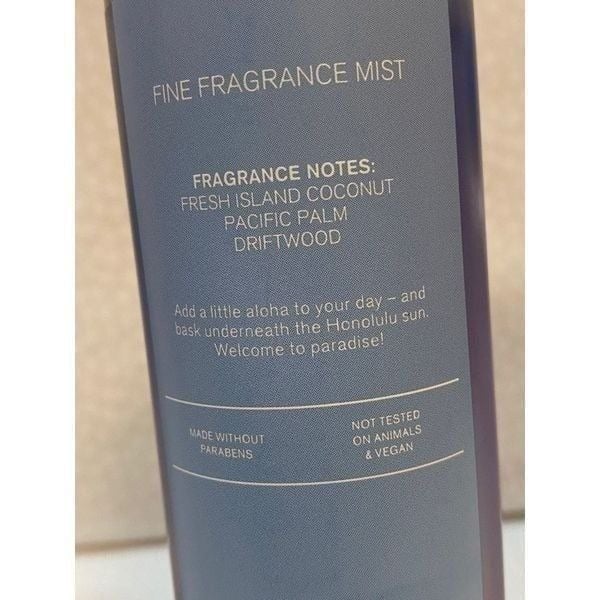 FINE FRAGRANCE MIST
FRAGRANCE NOTES:
FRESH ISLAND COCONUT
PACIFIC PALM
DRIFTWOOD
Add a little aloha to your day – and
bask underneath the Honolulu sun.
Welcome to paradise!
MADE WITHOUT
PARABENS
NOT TESTED
ON ANIMALS
& VEGAN